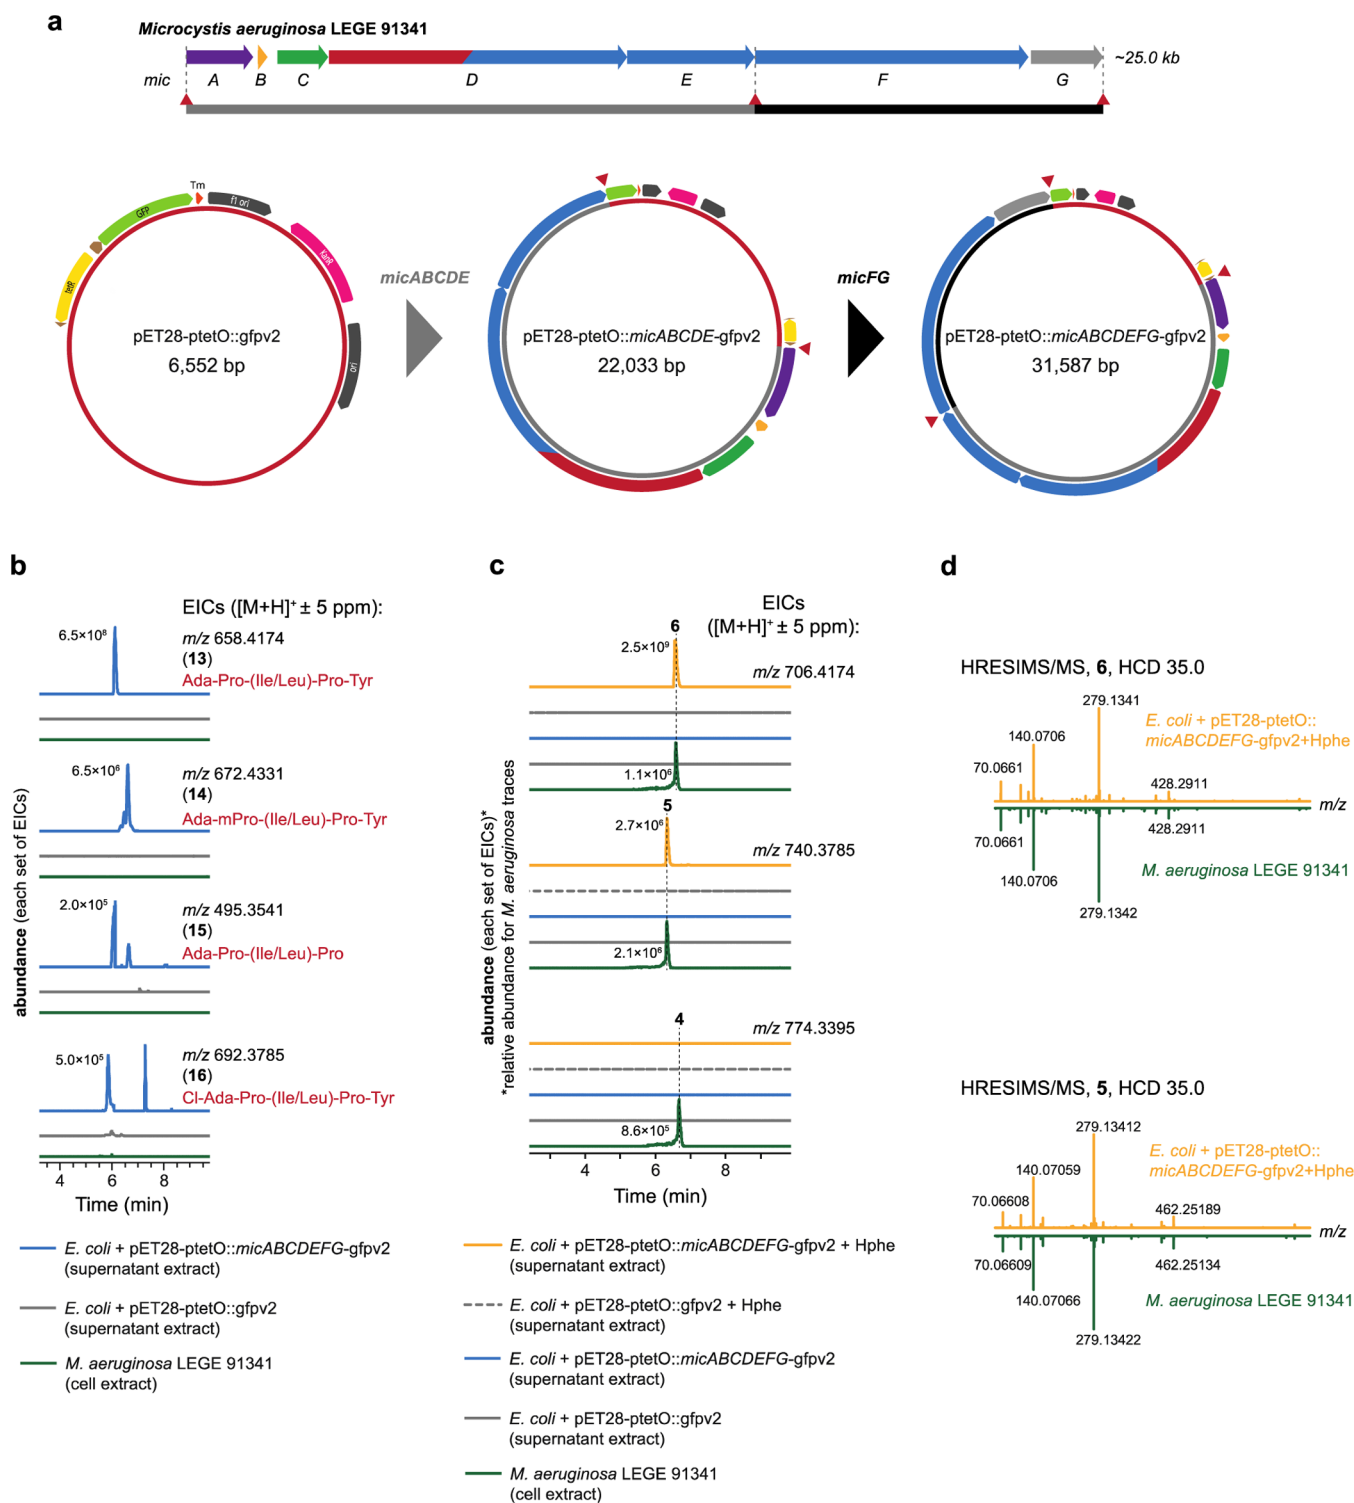 a
Microcystis aeruginosa LEGE 91341
mic
A
B
C
D
E
F
G
~25.0 kb
Tm
GFP
f1 ori
KanR
tetR
ori
pET28-ptetO::gfpv2
6,552 bp
micABCDE
pET28-ptetO::micABCDE-gfpv2
22,033 bp
micFG
pET28-ptetO::micABCDEFG-gfpv2
31,587 bp
b
EICs ([M+H]⁺ ± 5 ppm):
6.5×10⁸
m/z 658.4174
(13)
Ada-Pro-(Ile/Leu)-Pro-Tyr
6.5×10⁶
m/z 672.4331
(14)
Ada-mPro-(Ile/Leu)-Pro-Tyr
2.0×10⁵
m/z 495.3541
(15)
Ada-Pro-(Ile/Leu)-Pro
5.0×10⁵
m/z 692.3785
(16)
Cl-Ada-Pro-(Ile/Leu)-Pro-Tyr
abundance (each set of EICs)
4 6 8
Time (min)
E. coli + pET28-ptetO::micABCDEFG-gfpv2
(supernatant extract)
E. coli + pET28-ptetO::gfpv2
(supernatant extract)
M. aeruginosa LEGE 91341
(cell extract)
c
EICs
([M+H]⁺ ± 5 ppm):
6
2.5×10⁹
m/z 706.4174
1.1×10⁶
5
2.7×10⁶
m/z 740.3785
2.1×10⁶
4
m/z 774.3395
8.6×10⁵
abundance (each set of EICs)*
*relative abundance for M. aeruginosa traces
4 6 8
Time (min)
E. coli + pET28-ptetO::micABCDEFG-gfpv2 + Hphe
(supernatant extract)
E. coli + pET28-ptetO::gfpv2 + Hphe
(supernatant extract)
E. coli + pET28-ptetO::micABCDEFG-gfpv2
(supernatant extract)
E. coli + pET28-ptetO::gfpv2
(supernatant extract)
M. aeruginosa LEGE 91341
(cell extract)
d
HRESIMS/MS, 6, HCD 35.0
279.1341
E. coli + pET28-ptetO::
micABCDEFG-gfpv2+Hphe
140.0706
70.0661
428.2911
m/z
70.0661
428.2911
140.0706
M. aeruginosa LEGE 91341
279.1342
HRESIMS/MS, 5, HCD 35.0
279.13412
E. coli + pET28-ptetO::
micABCDEFG-gfpv2+Hphe
140.07059
70.06608
462.25189
m/z
70.06609
462.25134
140.07066
M. aeruginosa LEGE 91341
279.13422